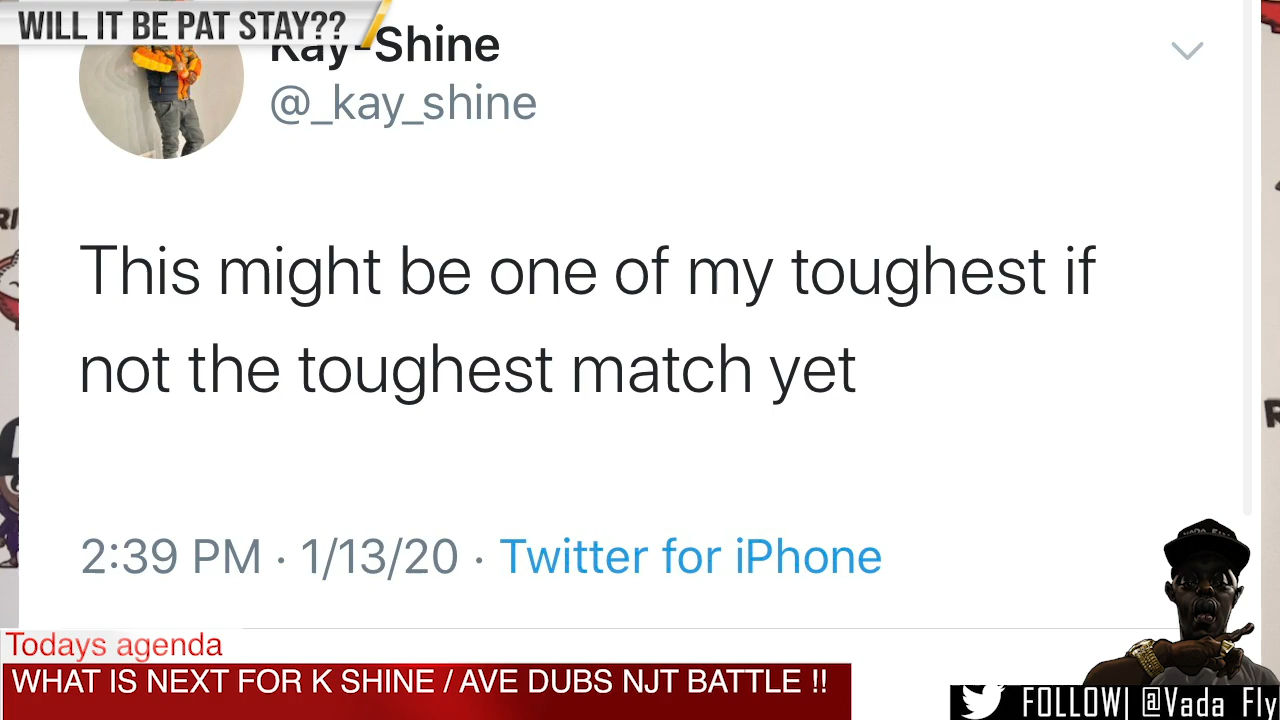 WILL IT BE PAT STAY??
Kay-Shine
@_kay_shine
This might be one of my toughest if
not the toughest match yet
2:39 PM · 1/13/20 · Twitter for iPhone
Todays agenda
WHAT IS NEXT FOR K SHINE / AVE DUBS NJT BATTLE !!
FOLLOW| @Vada_Fly